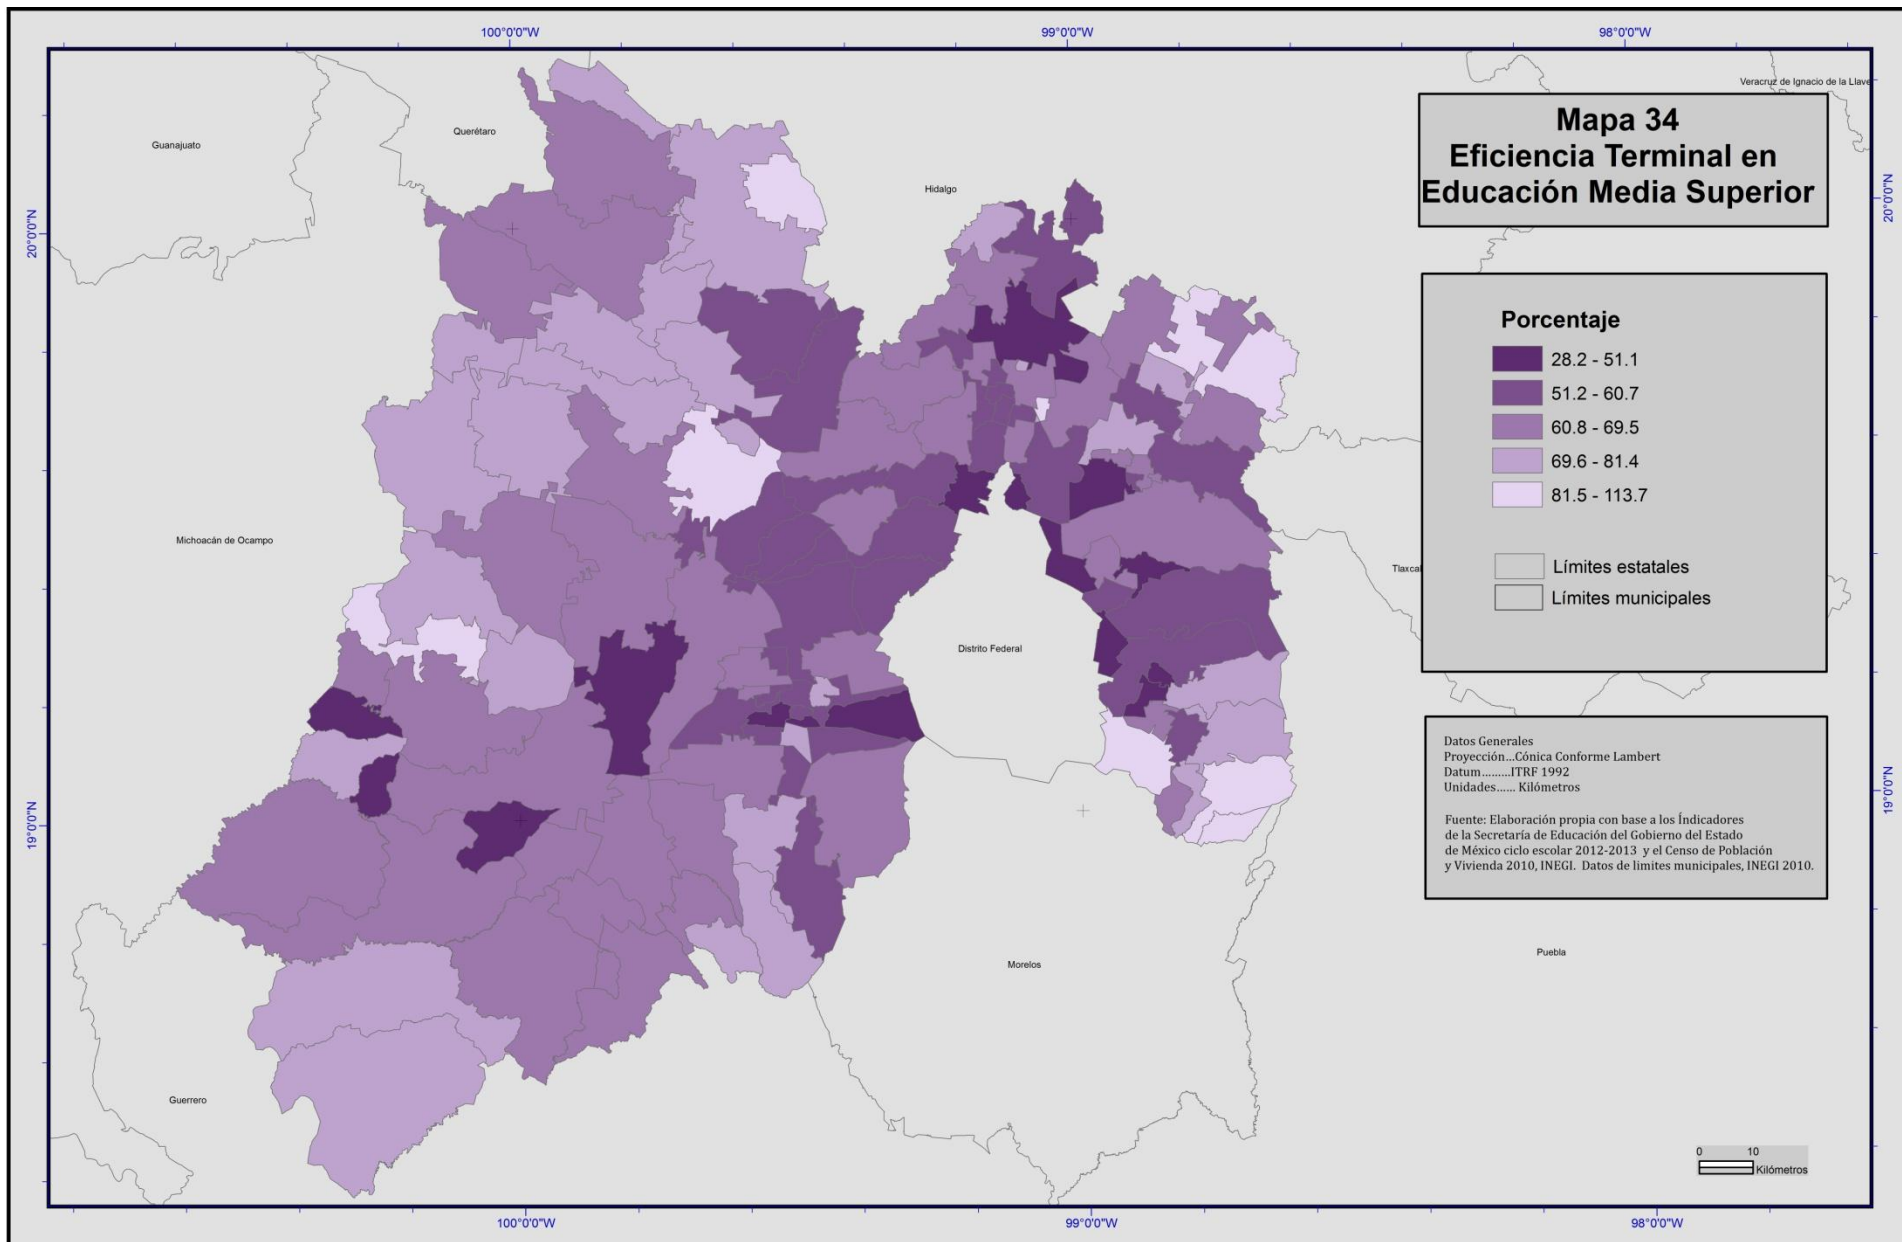 100°0'0"W
99°0'0"W
98°0'0"W
Veracruz de Ignacio de la Llave
Mapa 34
Eficiencia Terminal en
Educación Media Superior
Guanajuato
Querétaro
Hidalgo
20°0'0"N
20°0'0"N
Porcentaje
28.2 - 51.1
51.2 - 60.7
60.8 - 69.5
69.6 - 81.4
81.5 - 113.7
Límites estatales
Límites municipales
Michoacán de Ocampo
Tlaxcal
Distrito Federal
Datos Generales
Proyección...Cónica Conforme Lambert
Datum.........ITRF 1992
Unidades...... Kilómetros
Fuente: Elaboración propia con base a los Índicadores
de la Secretaría de Educación del Gobierno del Estado
de México ciclo escolar 2012-2013 y el Censo de Población
y Vivienda 2010, INEGI. Datos de limites municipales, INEGI 2010.
19°0'0"N
19°0'0"N
Puebla
Morelos
Guerrero
0 10
Kilómetros
100°0'0"W
99°0'0"W
98°0'0"W